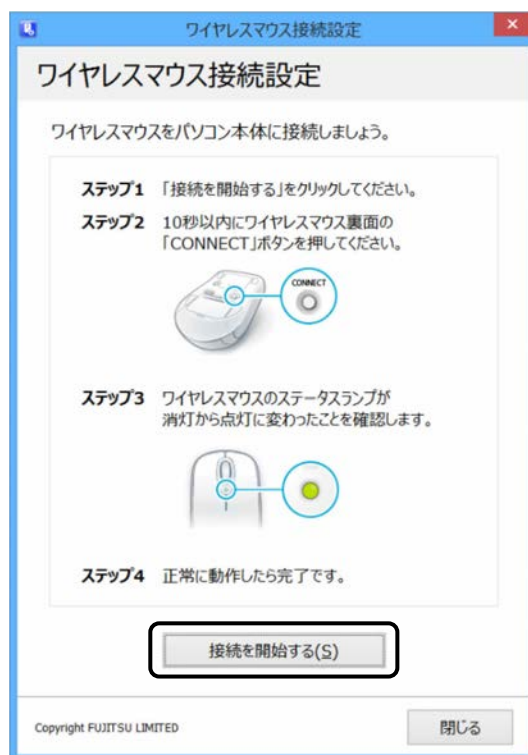 ワイヤレスマウス接続設定
ワイヤレスマウス接続設定
ワイヤレスマウスをパソコン本体に接続しましょう。
ステップ1 「接続を開始する」をクリックしてください。
ステップ2 10秒以内にワイヤレスマウス裏面の
「CONNECT」ボタンを押してください。
CONNECT
ステップ3 ワイヤレスマウスのステータスランプが
消灯から点灯に変わったことを確認します。
ステップ4 正常に動作したら完了です。
接続を開始する(S)
Copyright FUJITSU LIMITED
閉じる